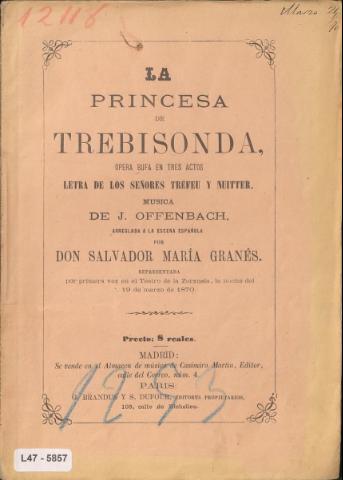 12116
Marzo
LA
PRINCESA
DE
TREBISONDA,
OPERA BUFA EN TRES ACTOS
LETRA DE LOS SEÑORES TRÉFEU Y NUITTER,
MUSICA
DE J. OFFENBACH,
ARREGLADA Á LA ESCENA ESPAÑOLA
POR
DON SALVADOR MARÍA GRANÉS.
REPRESENTADA
por primera vez en el Teatro de la Zarzuela, la noche del
19 de marzo de 1870.
Precio: 8 reales.
MADRID:
Se vende en el Almacen de música de Casimiro Martin, Editor,
calle del Correo, núm. 4.
PARIS:
G. BRANDUS Y S. DUFOUR, EDITORES PROPIETARIOS,
103, calle de Richelieu.
1293
L47 - 5857